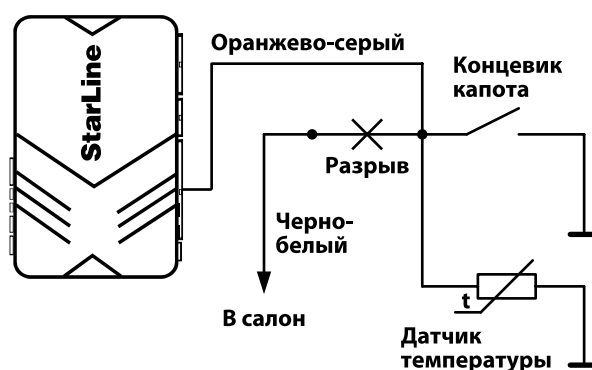 StarLine
Оранжево-серый
Концевик
капота
Разрыв
Черно-
белый
В салон
t
Датчик
температуры